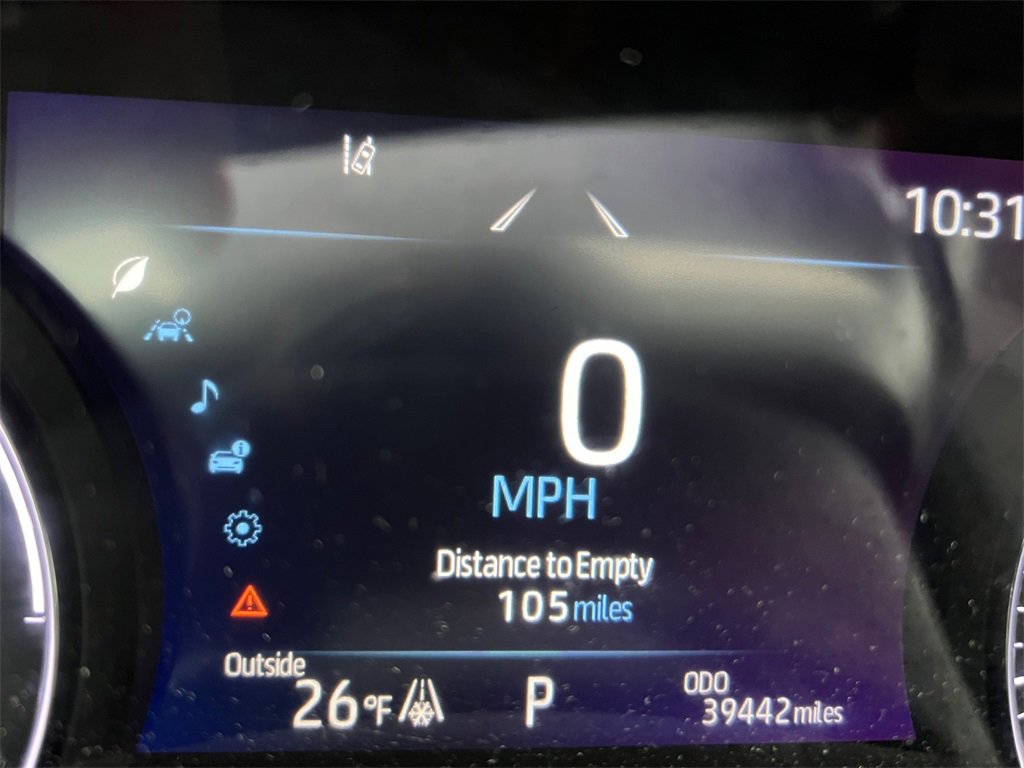 10:31
0
MPH
Distance to Empty
105 miles
Outside
26 °F
P
ODO
39442 miles